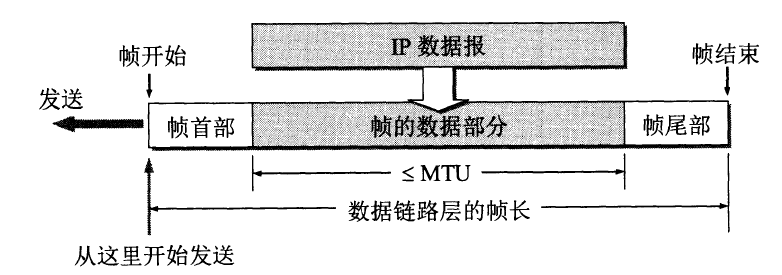 IP 数据报
帧开始
帧结束
发送
帧首部
帧的数据部分
帧尾部
≤ MTU
数据链路层的帧长
从这里开始发送